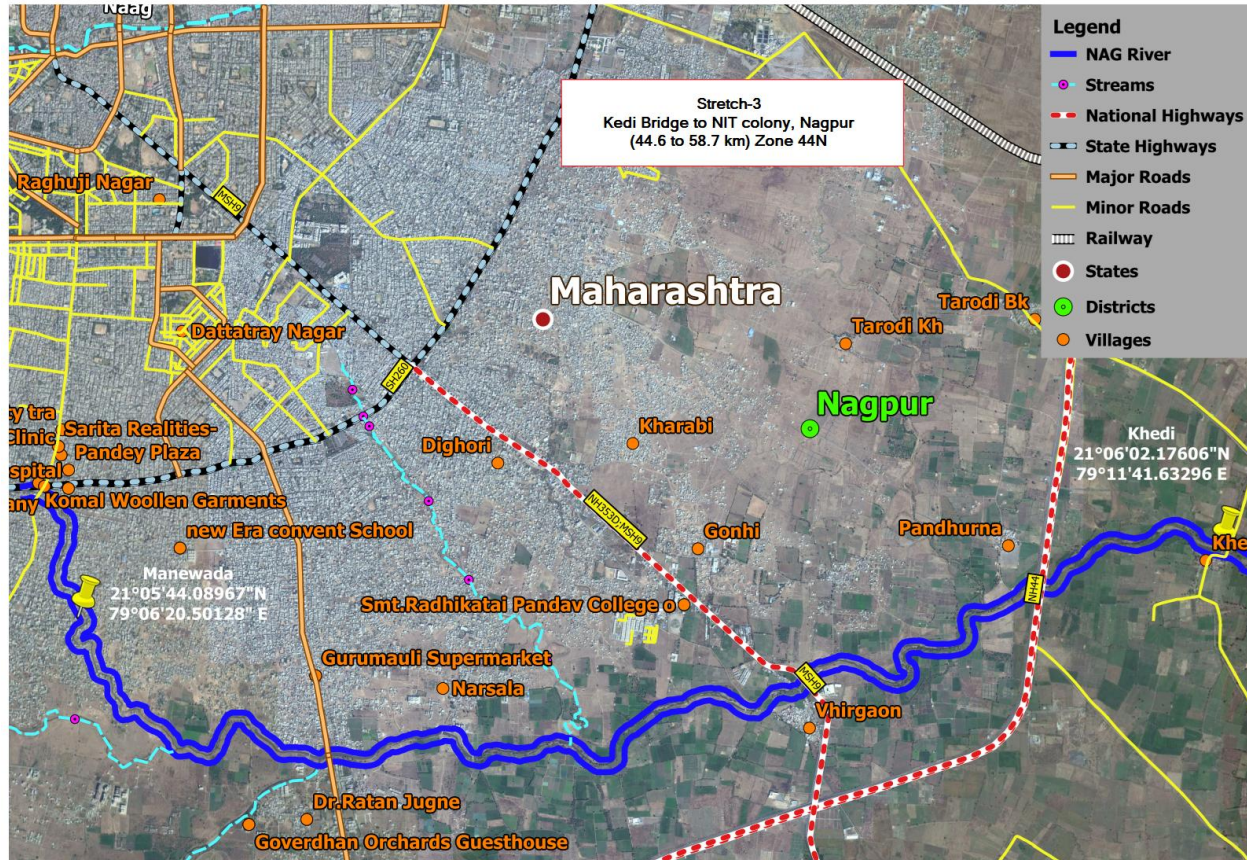 Naag
Legend
NAG River
Streams
National Highways
State Highways
Major Roads
Minor Roads
Railway
States
Districts
Villages
Stretch-3
Kedi Bridge to NIT colony, Nagpur
(44.6 to 58.7 km) Zone 44N
Raghuji Nagar
MSH9
Maharashtra
Tarodi Bk
Tarodi Kh
Dattatray Nagar
SH260
Nagpur
ty tra
Clinic
Sarita Realities-
Pandey Plaza
spital
any
Komal Woollen Garments
Dighori
Kharabi
Khedi
21°06'02.17606"N
79°11'41.63296 E
NH353D;MSH9
new Era convent School
Gonhi
Pandhurna
Khe
Manewada
21°05'44.08967"N
79°06'20.50128" E
Smt.Radhikatai Pandav College o
NH44
Gurumauli Supermarket
Narsala
MSH9
Vhirgaon
Dr.Ratan Jugne
Goverdhan Orchards Guesthouse